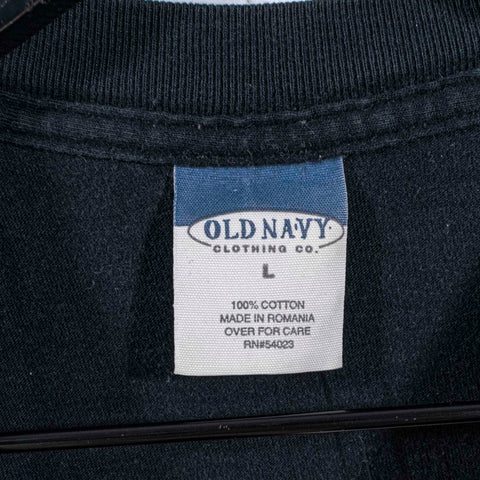 OLD NAVY
CLOTHING CO.
L
100% COTTON
MADE IN ROMANIA
OVER FOR CARE
RN#54023